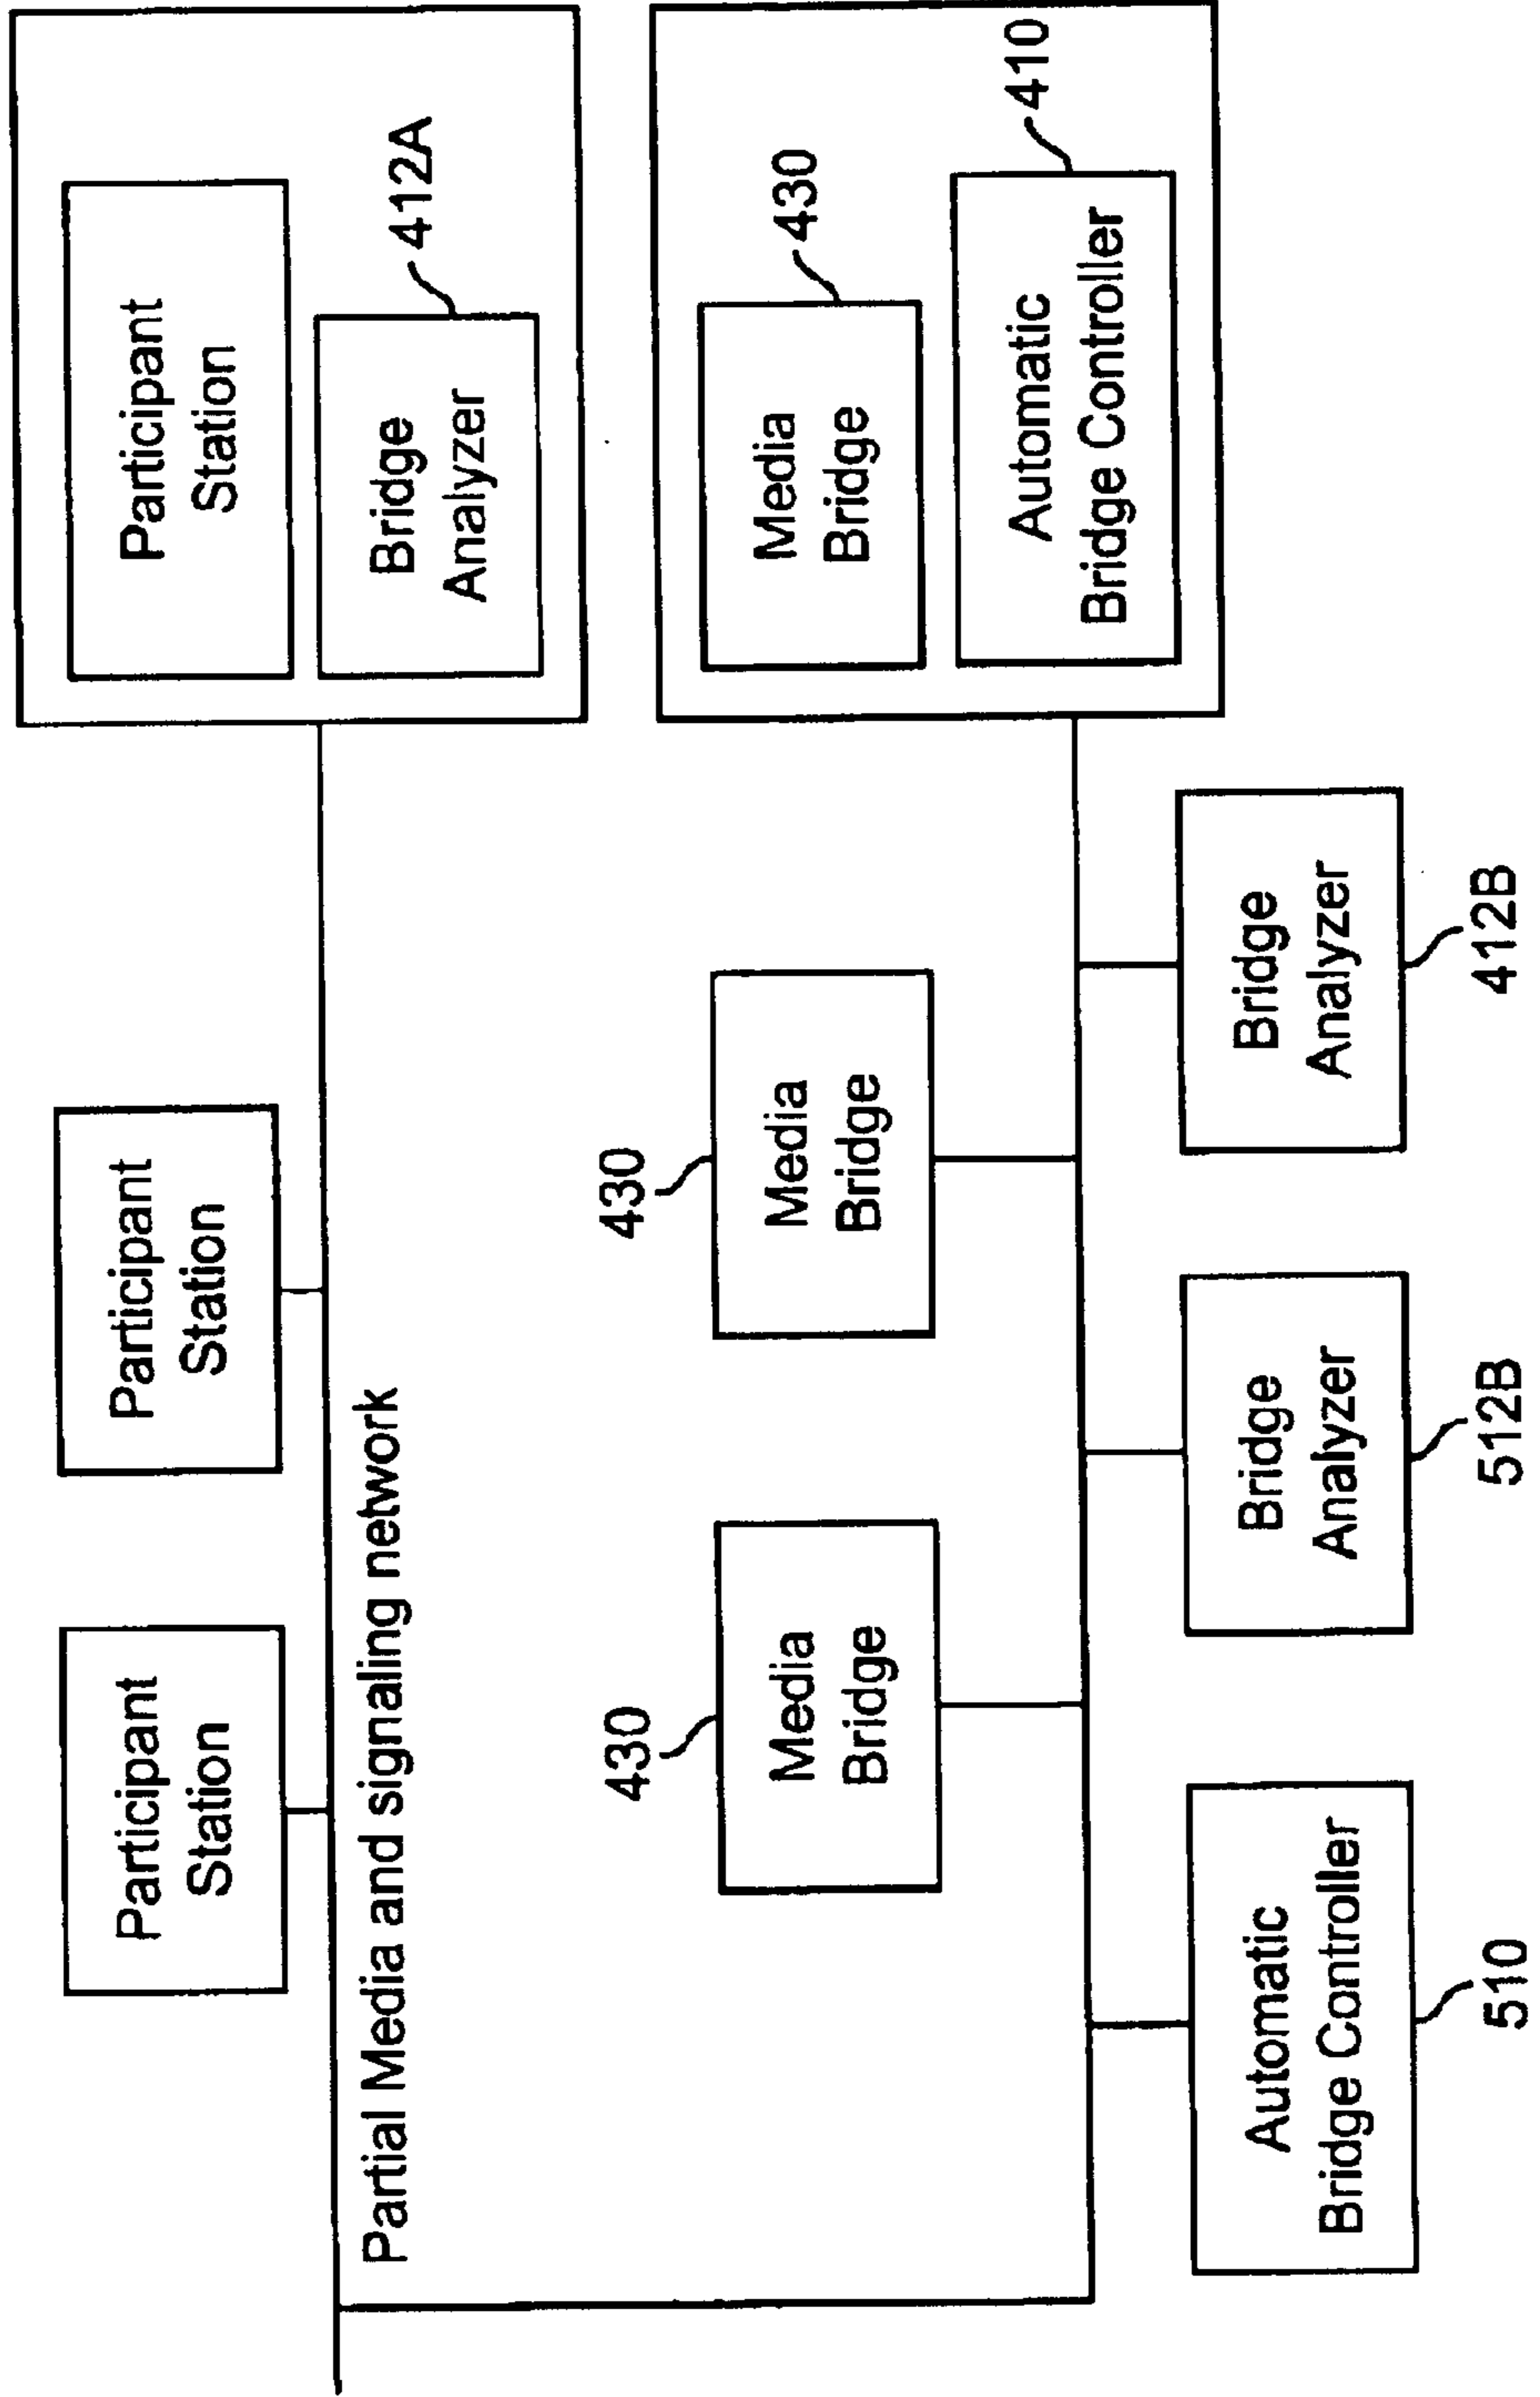 Participant
Station
Participant
Station
Participant
Station
Bridge
Analyzer
412A
Partial Media and signaling network
430
Media
Bridge
430
Media
Bridge
430
Media
Bridge
Automatic
Bridge Controller
410
Automatic
Bridge Controller
510
Bridge
Analyzer
512B
Bridge
Analyzer
412B